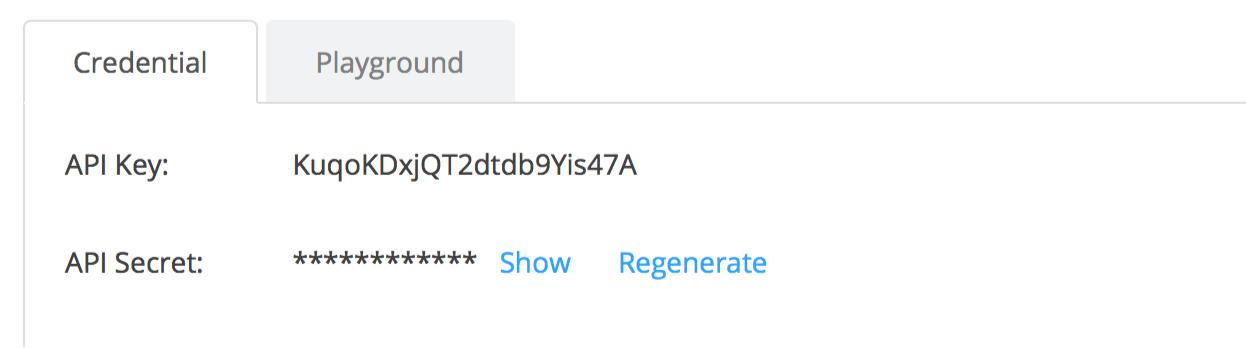 Credential
Playground
API Key: KuqoKDxjQT2dtdb9Yis47A
API Secret: ************ Show Regenerate